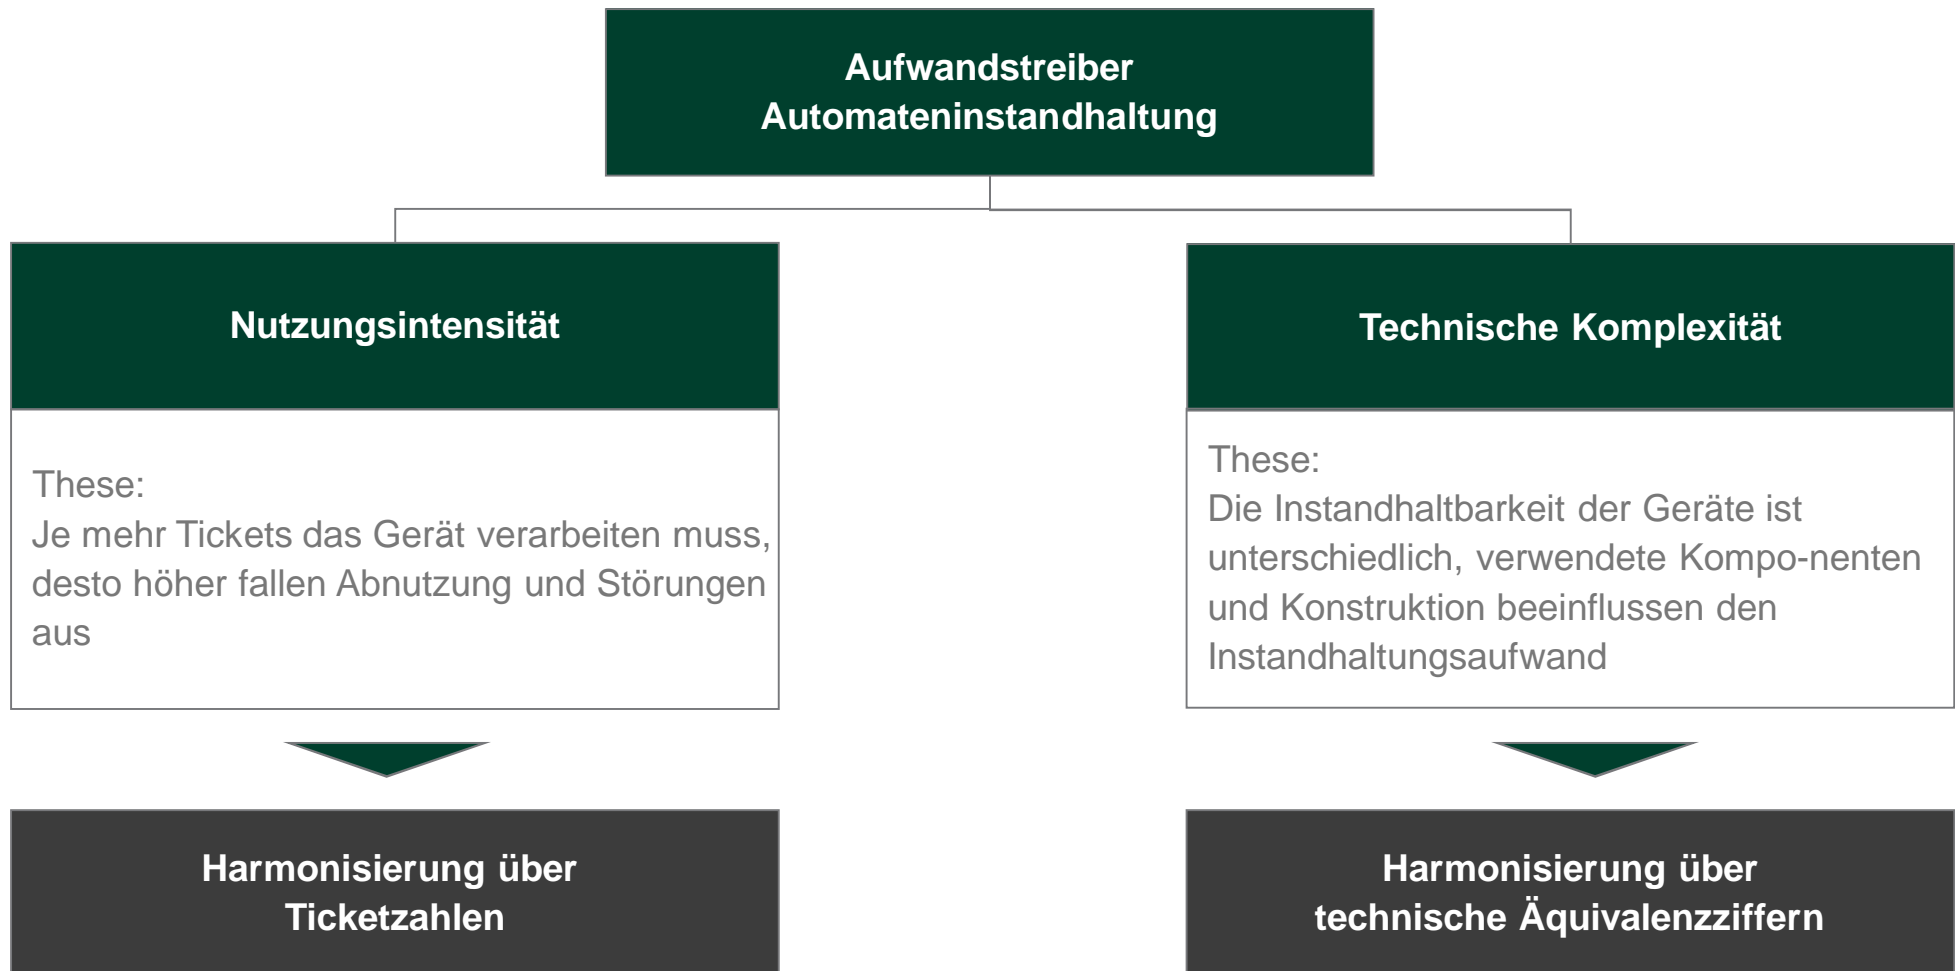 Aufwandstreiber
Automateninstandhaltung
Nutzungsintensität
These:
Je mehr Tickets das Gerät verarbeiten muss,
desto höher fallen Abnutzung und Störungen
aus
Harmonisierung über
Ticketzahlen
Technische Komplexität
These:
Die Instandhaltbarkeit der Geräte ist
unterschiedlich, verwendete Kompo-nenten
und Konstruktion beeinflussen den
Instandhaltungsaufwand
Harmonisierung über
technische Äquivalenzziffern